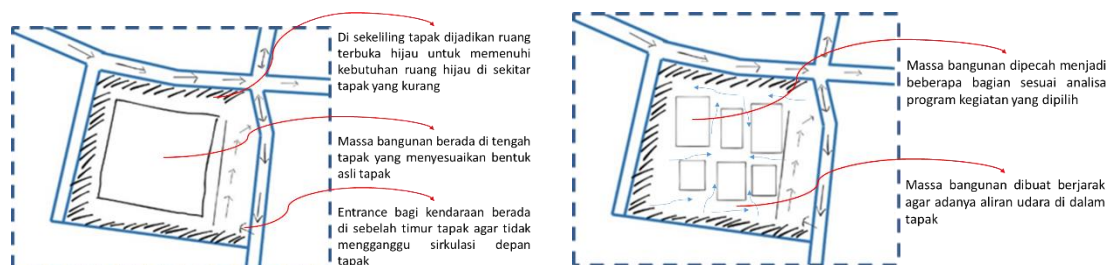 Di sekeliling tapak dijadikan ruang
terbuka hijau untuk memenuhi
kebutuhan ruang hijau di sekitar
tapak yang kurang
Massa bangunan berada di tengah
tapak yang menyesuaikan bentuk
asli tapak
Entrance bagi kendaraan berada
di sebelah timur tapak agar tidak
mengganggu sirkulasi depan
tapak
Massa bangunan dipecah menjadi
beberapa bagian sesuai analisa
program kegiatan yang dipilih
Massa bangunan dibuat berjarak
agar adanya aliran udara di dalam
tapak